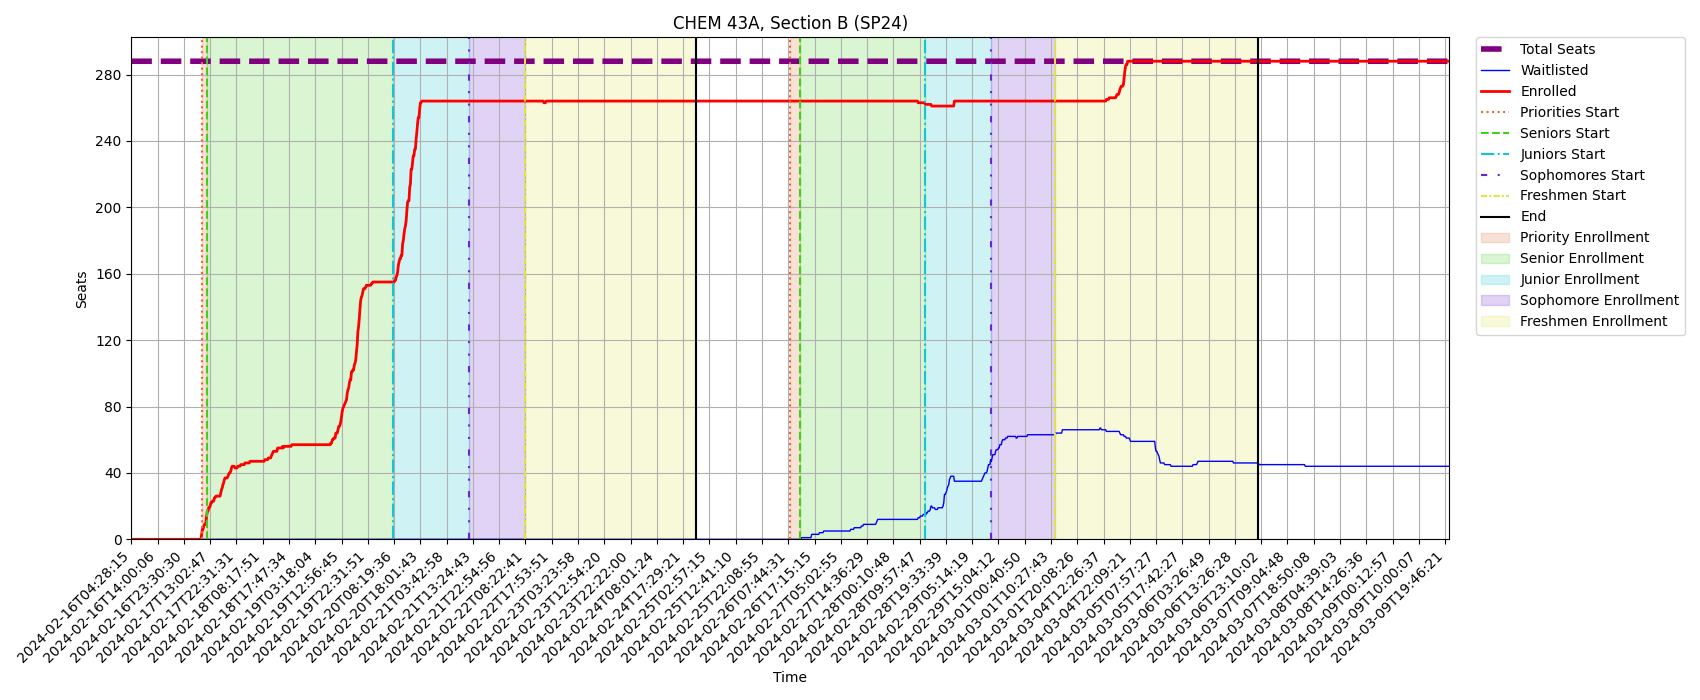 CHEM 43A, Section B (SP24)
280
240
200
160
120
80
40
0
Seats
2024-02-16T04:28:15
2024-02-16T14:00:06
2024-02-16T23:30:30
2024-02-17T13:02:47
2024-02-17T22:31:31
2024-02-18T08:17:51
2024-02-18T17:47:34
2024-02-19T03:18:04
2024-02-19T12:56:45
2024-02-19T22:31:51
2024-02-20T08:19:36
2024-02-20T18:01:43
2024-02-21T03:42:58
2024-02-21T13:24:43
2024-02-21T22:54:56
2024-02-22T08:22:41
2024-02-22T17:53:51
2024-02-23T03:23:58
2024-02-23T12:54:20
2024-02-23T22:22:00
2024-02-24T08:01:24
2024-02-24T17:29:21
2024-02-25T02:57:15
2024-02-25T12:41:10
2024-02-25T22:08:55
2024-02-26T07:44:31
2024-02-26T17:15:15
2024-02-27T05:02:55
2024-02-27T14:36:29
2024-02-28T00:10:48
2024-02-28T09:57:47
2024-02-28T19:33:39
2024-02-29T05:14:19
2024-02-29T15:04:12
2024-03-01T00:40:50
2024-03-01T10:27:43
2024-03-01T20:08:26
2024-03-04T12:26:37
2024-03-04T22:09:21
2024-03-05T07:57:27
2024-03-05T17:42:27
2024-03-06T03:26:49
2024-03-06T13:26:28
2024-03-06T23:10:02
2024-03-07T09:04:48
2024-03-07T18:50:08
2024-03-08T04:39:03
2024-03-08T14:26:36
2024-03-09T00:12:57
2024-03-09T10:00:07
2024-03-09T19:46:21
Time
Total Seats
Waitlisted
Enrolled
Priorities Start
Seniors Start
Juniors Start
Sophomores Start
Freshmen Start
End
Priority Enrollment
Senior Enrollment
Junior Enrollment
Sophomore Enrollment
Freshmen Enrollment